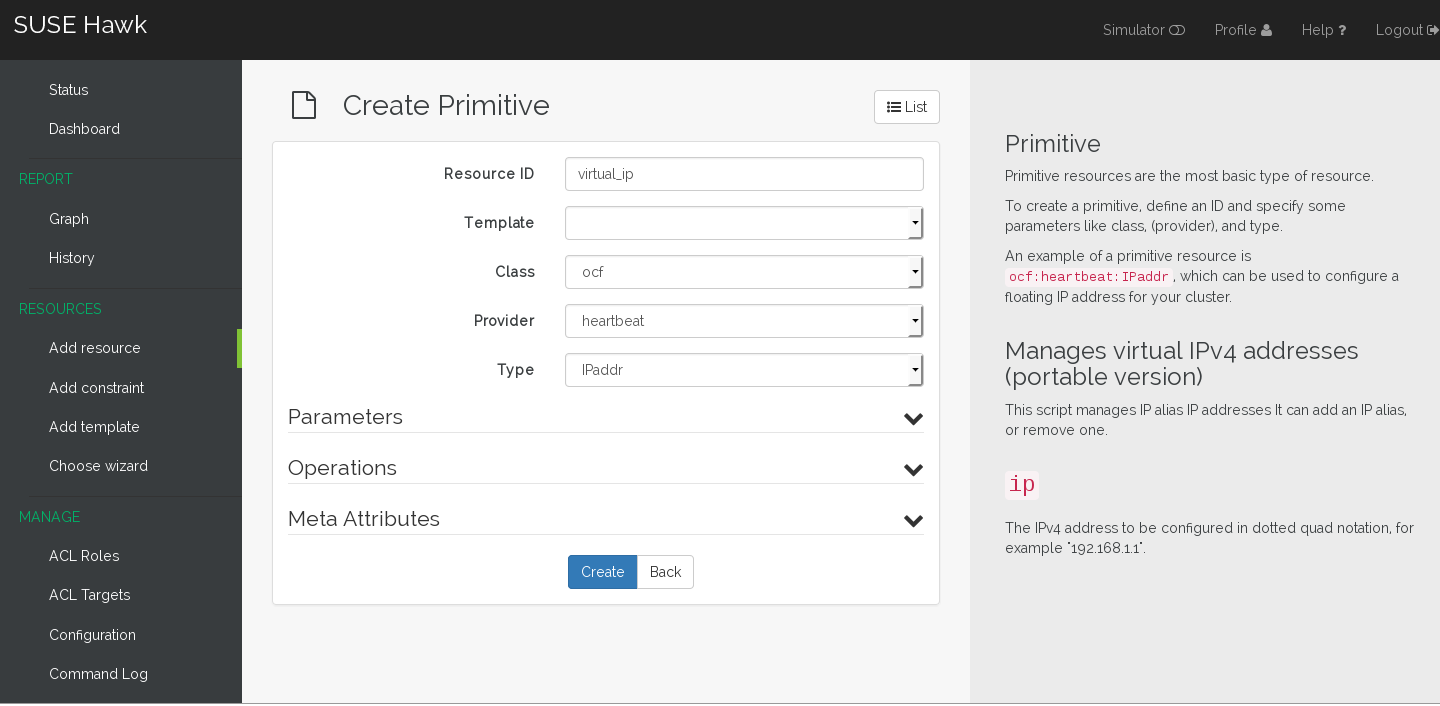 SUSE Hawk
Simulator
Profile
Help ?
Logout
Status
Dashboard
REPORT
Graph
History
RESOURCES
Add resource
Add constraint
Add template
Choose wizard
MANAGE
ACL Roles
ACL Targets
Configuration
Command Log
Create Primitive
List
Resource ID
virtual_ip
Template
Class
ocf
Provider
heartbeat
Type
IPaddr
Parameters
Operations
Meta Attributes
Create
Back
Primitive
Primitive resources are the most basic type of resource.
To create a primitive, define an ID and specify some
parameters like class, (provider), and type.
An example of a primitive resource is
ocf:heartbeat:IPaddr, which can be used to configure a
floating IP address for your cluster.
Manages virtual IPv4 addresses
(portable version)
This script manages IP alias IP addresses It can add an IP alias,
or remove one.
ip
The IPv4 address to be configured in dotted quad notation, for
example "192.168.1.1".